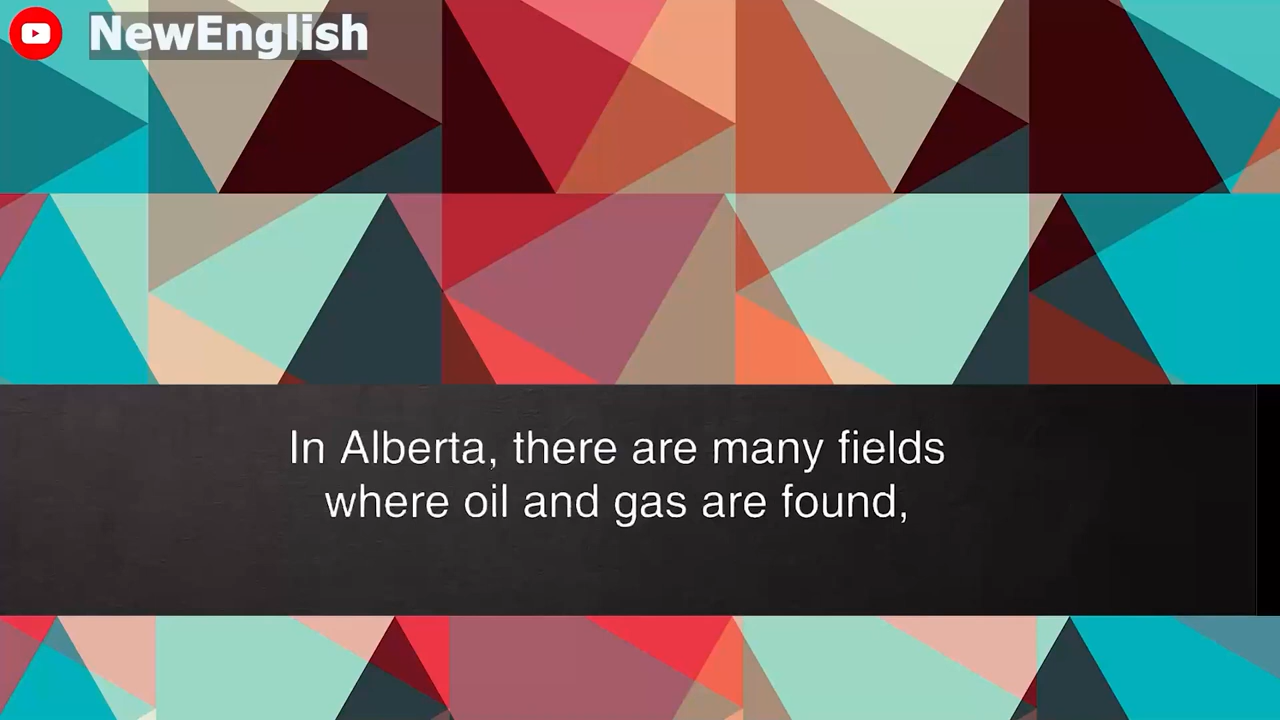 NewEnglish
In Alberta, there are many fields
where oil and gas are found,